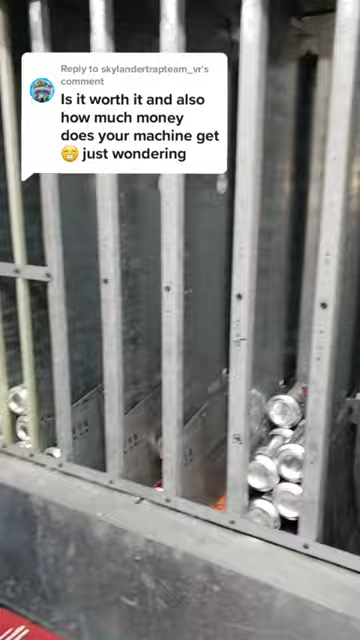 Reply to skylandertrapteam_vr's
comment
Is it worth it and also
how much money
does your machine get
😁 just wondering